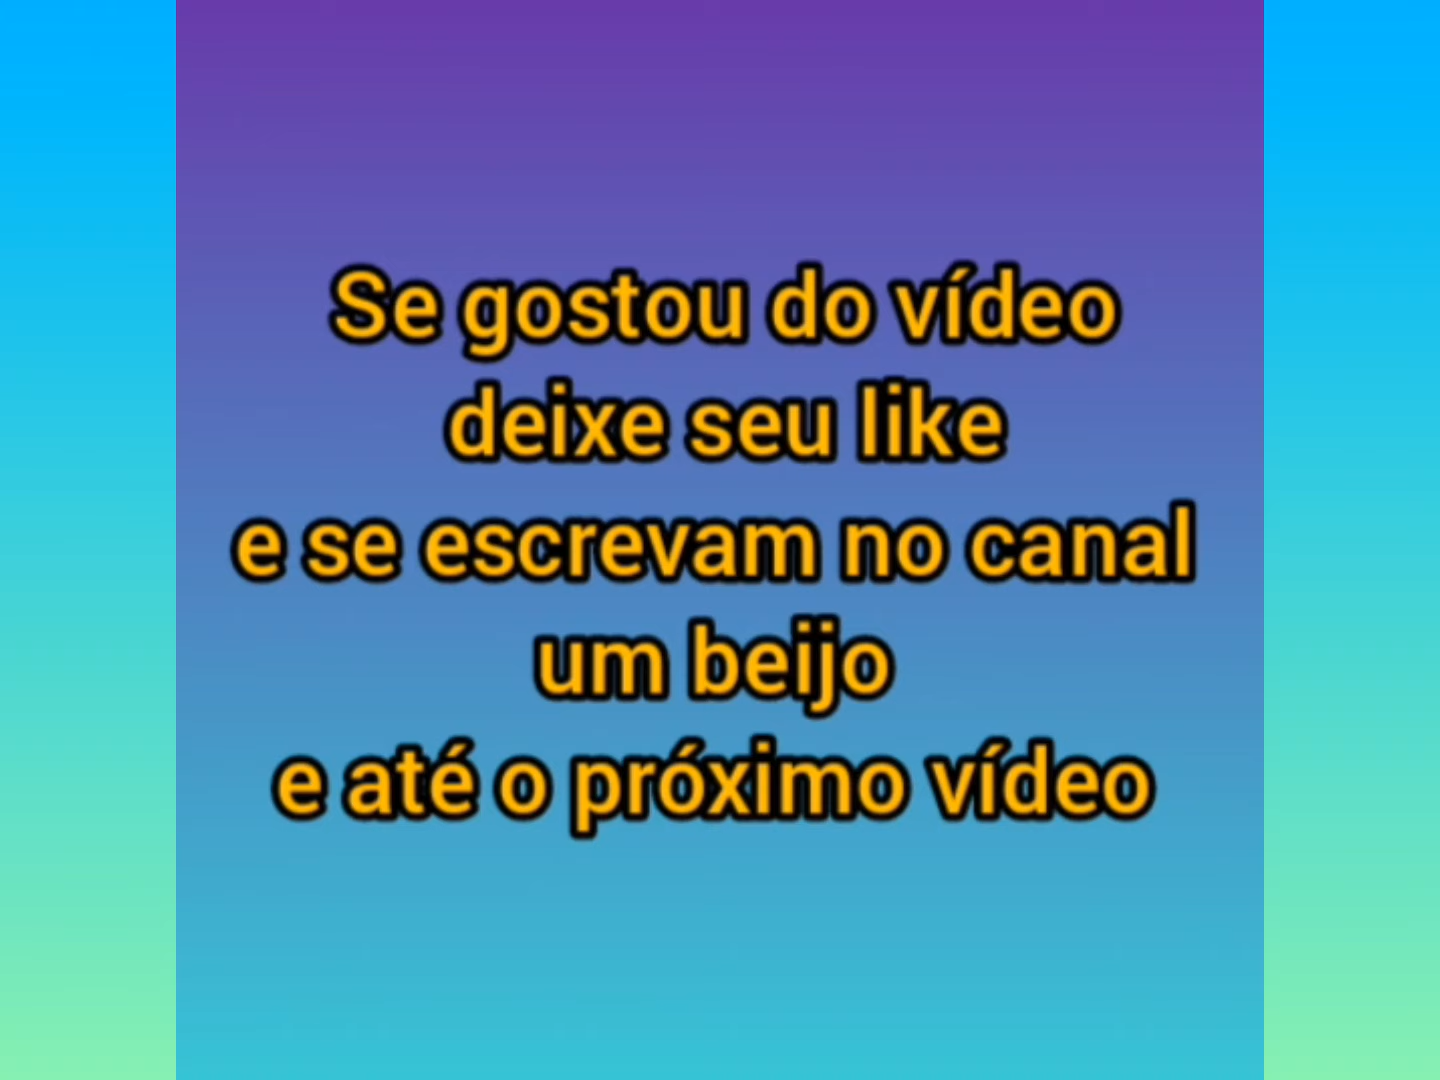 Se gostou do vídeo
deixe seu like
e se escrevam no canal
um beijo
e até o próximo vídeo